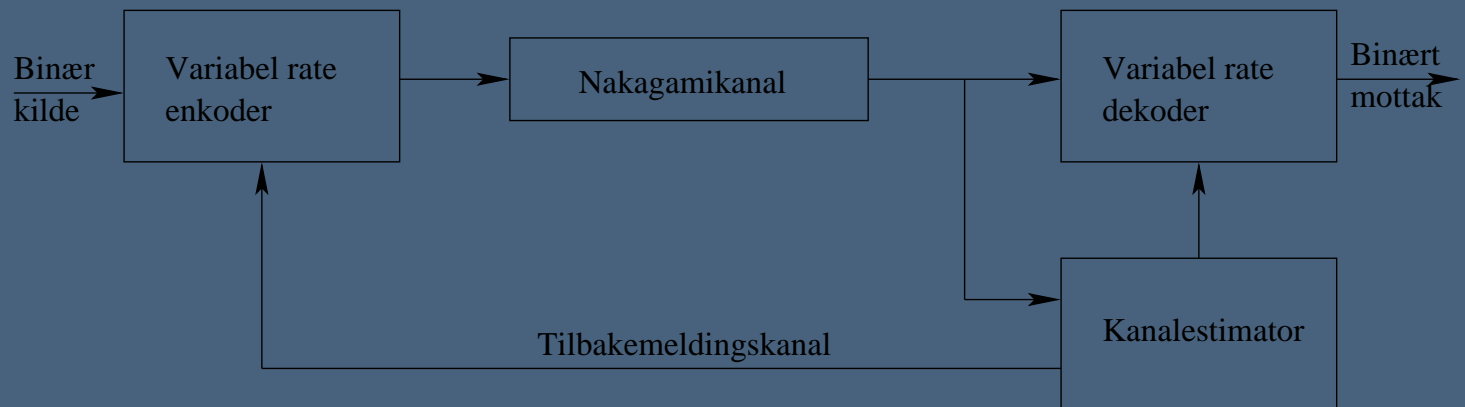 Binær
kilde
Variabel rate
enkoder
Nakagamikanal
Variabel rate
dekoder
Binært
mottak
Kanalestimator
Tilbakemeldingskanal